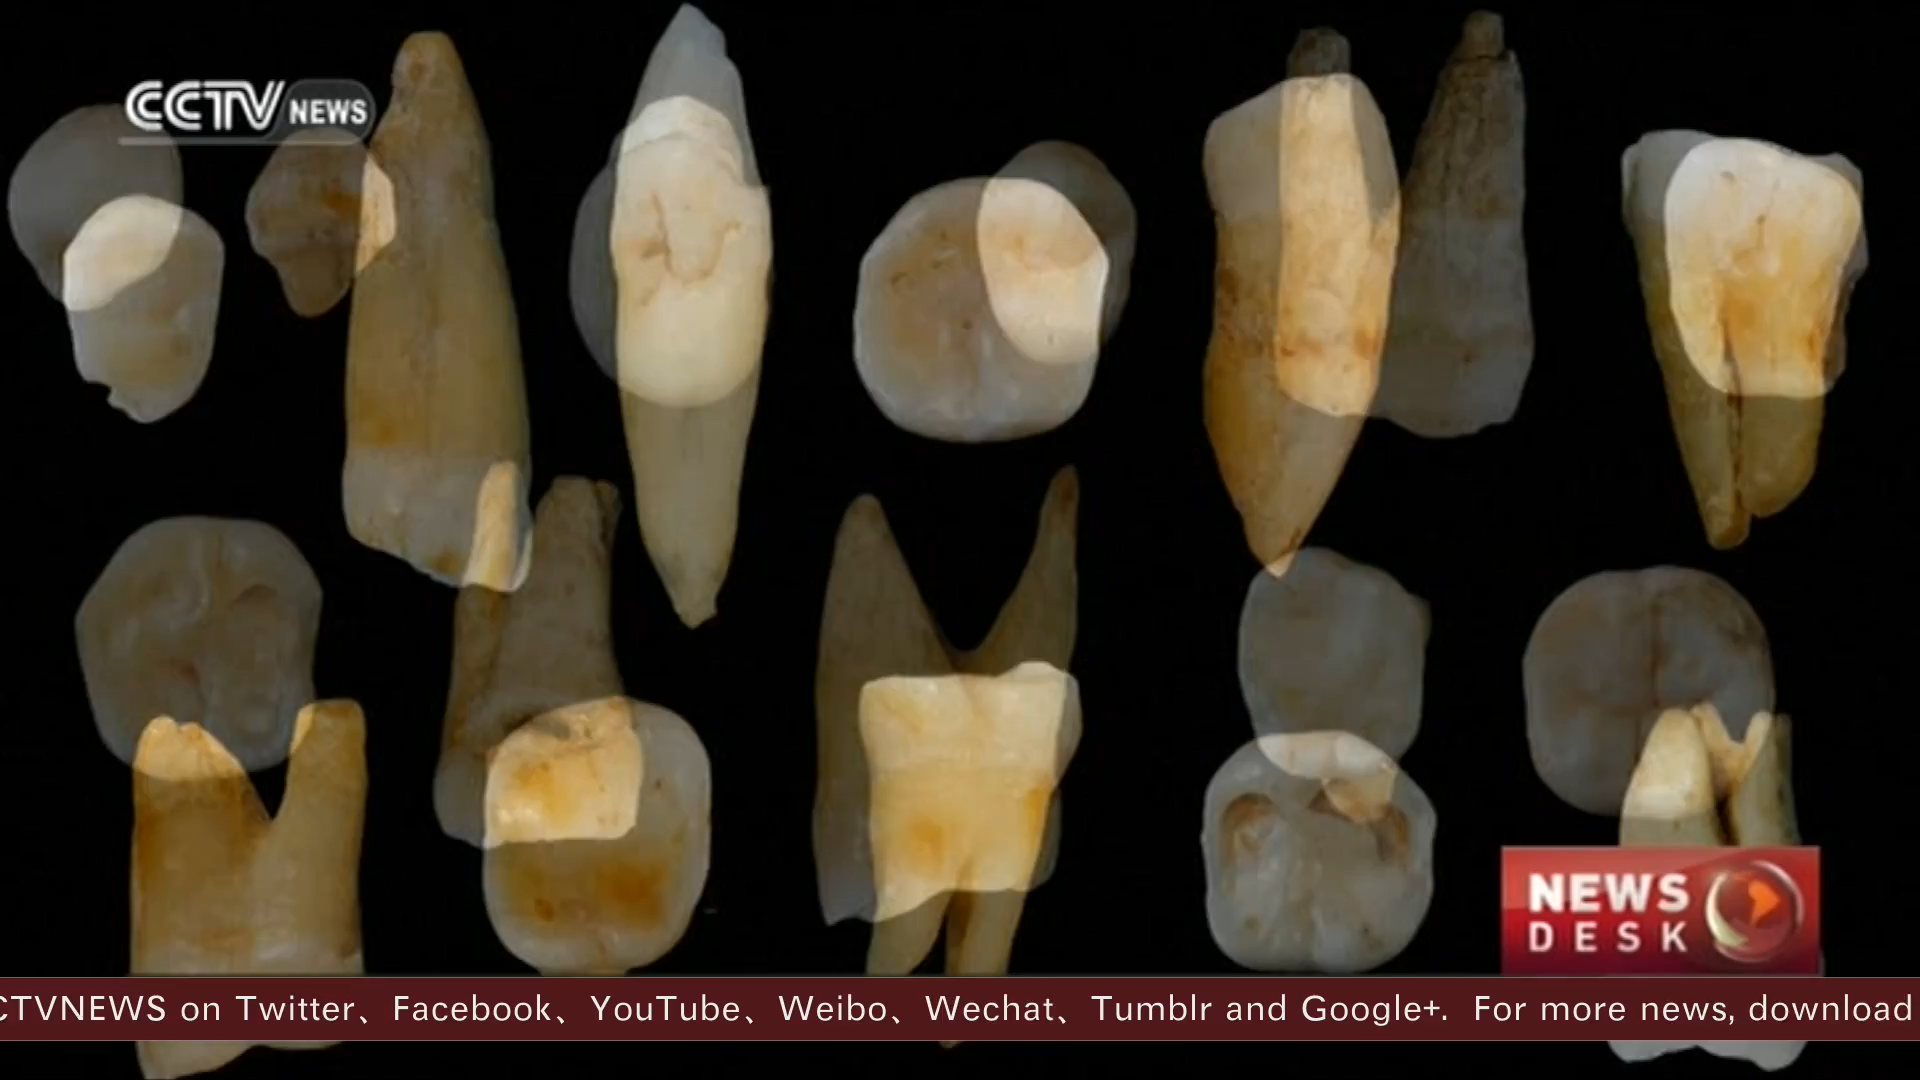 CCTV NEWS
NEWS
DESK
CTVNEWS on Twitter、Facebook、YouTube、Weibo、Wechat、Tumblr and Google+. For more news, download